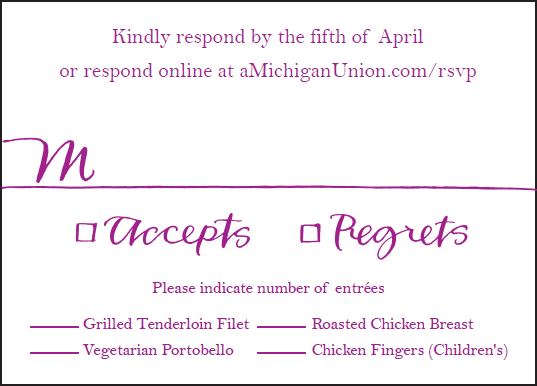 Kindly respond by the fifth of April
or respond online at aMichiganUnion.com/rsvp
M
Accepts Regrets
Please indicate number of entrées
Grilled Tenderloin Filet Roasted Chicken Breast
Vegetarian Portobello Chicken Fingers (Children's)